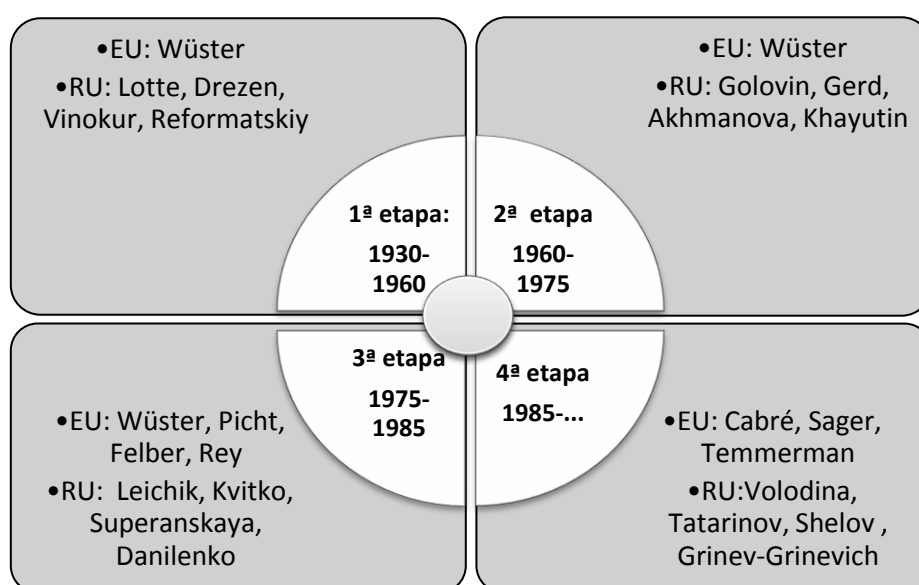 •EU: Wüster
•RU: Lotte, Drezen,
Vinokur, Reformatskiy
•EU: Wüster
•RU: Golovin, Gerd,
Akhmanova, Khayutin
1ª etapa:
1930-
1960
2ª etapa
1960-
1975
3ª etapa
1975-
1985
4ª etapa
1985-...
•EU: Wüster, Picht,
Felber, Rey
•RU: Leichik, Kvitko,
Superanskaya,
Danilenko
•EU: Cabré, Sager,
Temmerman
•RU:Volodina,
Tatarinov, Shelov ,
Grinev-Grinevich